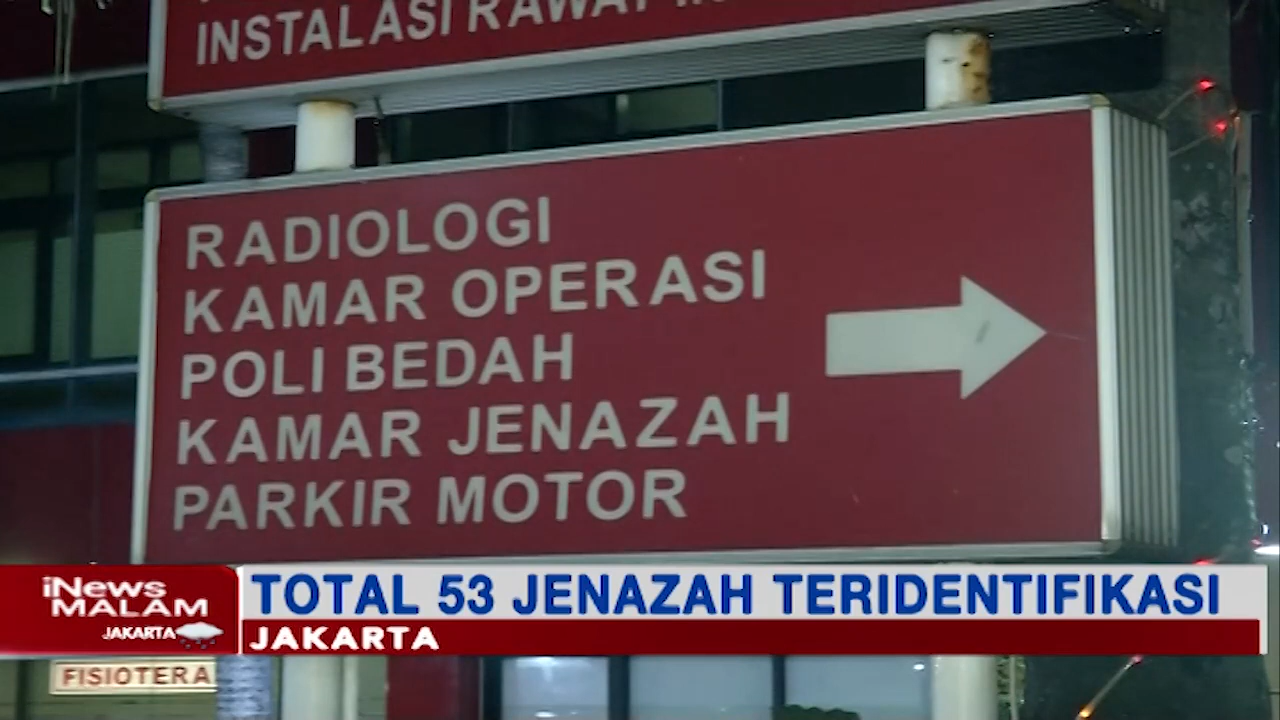 INSTALASI RAWAT
RADIOLOGI
KAMAR OPERASI
POLI BEDAH
KAMAR JENAZAH
PARKIR MOTOR
iNews
MALAM
JAKARTA
TOTAL 53 JENAZAH TERIDENTIFIKASI
JAKARTA
FISIOTERA